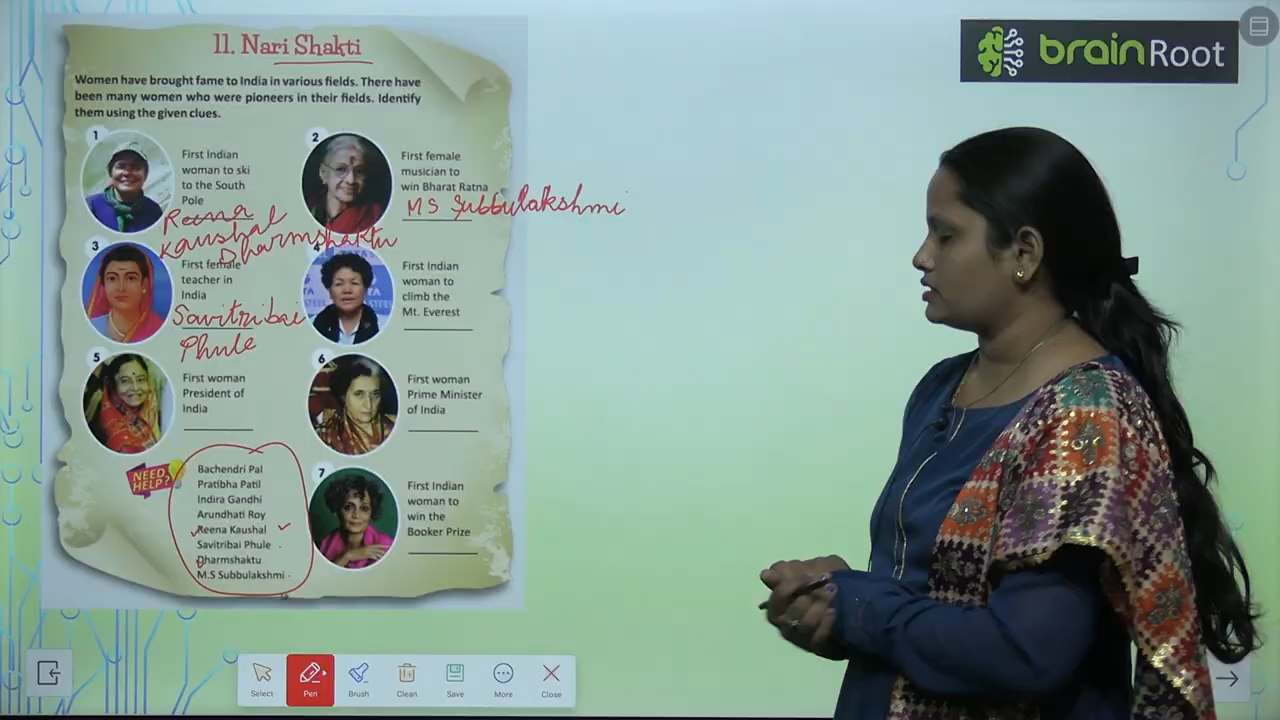 11. Nari Shakti
Women have brought fame to India in various fields. There have
been many women who were pioneers in their fields. Identify
them using the given clues.
1
First Indian
woman to ski
to the South
Pole
Reena
Kaushal
Dharmshaktu
2
First female
musician to
win Bharat Ratna
M S Subbulakshmi
3
First female
teacher in
India
Savitribai
Phule
4
First Indian
woman to
climb the
Mt. Everest
5
First woman
President of
India
6
First woman
Prime Minister
of India
NEED
HELP?
Bachendri Pal
Pratibha Patil
Indira Gandhi
Arundhati Roy
Reena Kaushal
Savitribai Phule
Dharmshaktu
M.S Subbulakshmi
7
First Indian
woman to
win the
Booker Prize
brainRoot
Select
Pen
Brush
Clean
Save
More
Close